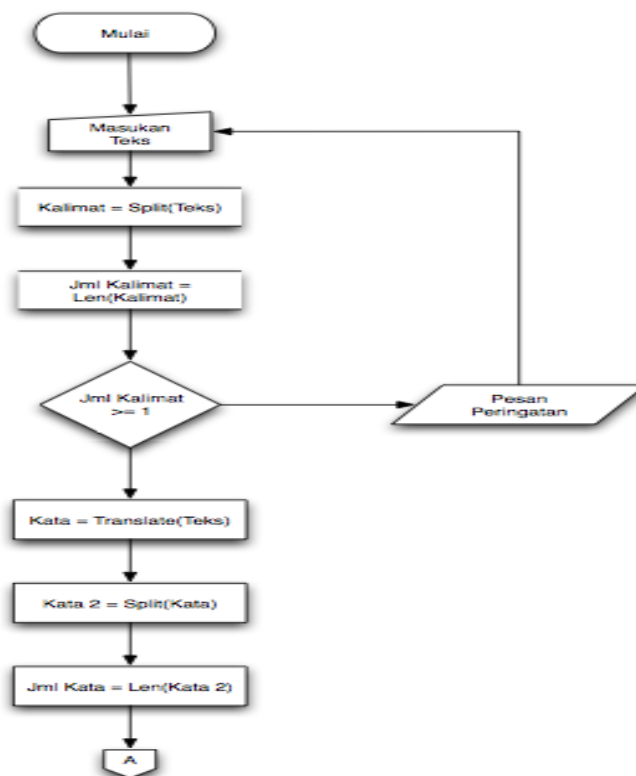 Mulai
Masukan
Teks
Kalimat = Split(Teks)
Jml Kalimat =
Len(Kalimat)
Jml Kalimat
>= 1
Pesan
Peringatan
Kata = Translate(Teks)
Kata 2 = Split(Kata)
Jml Kata = Len(Kata 2)
A